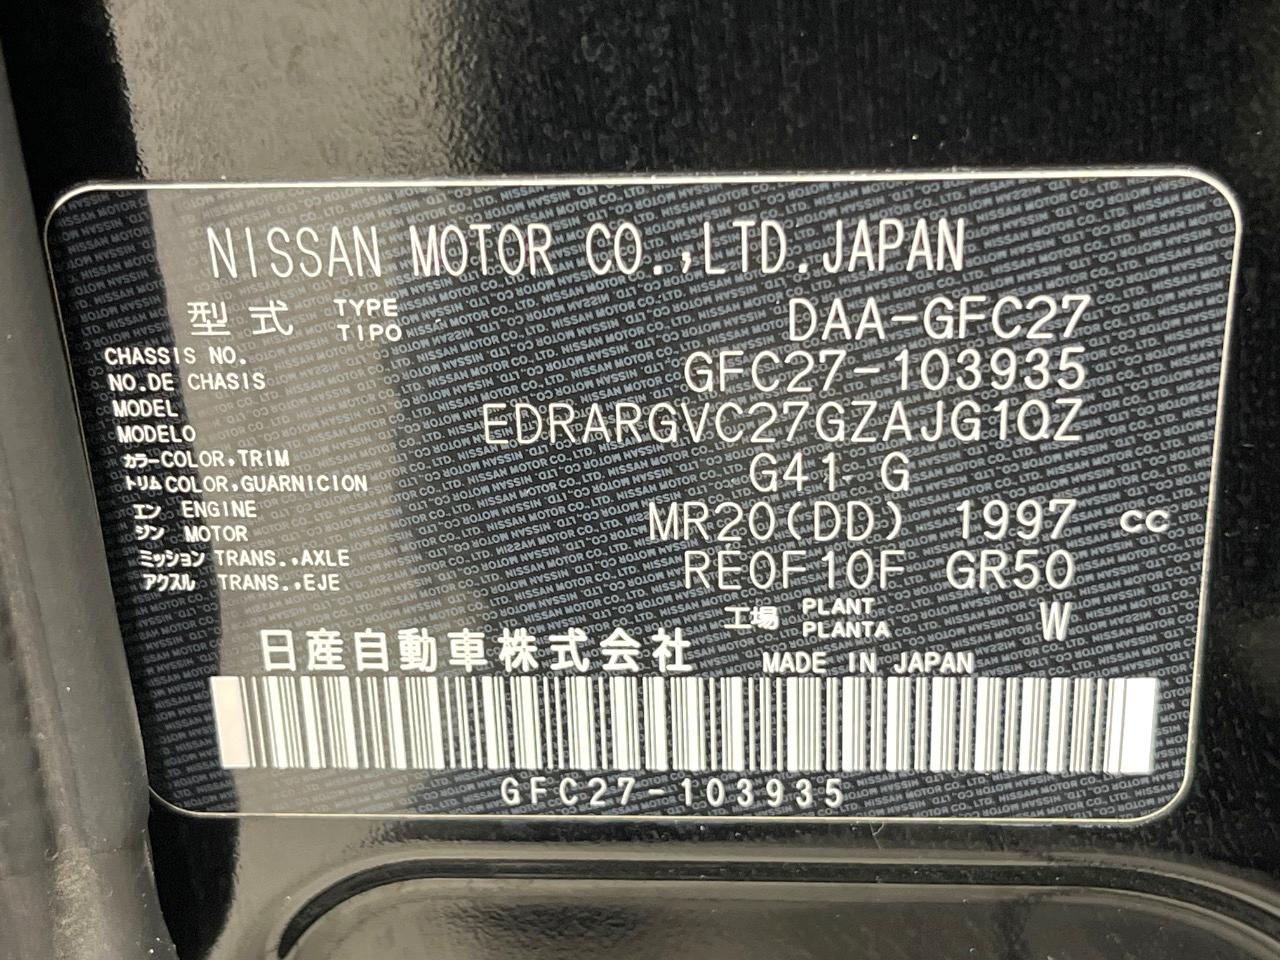 NISSAN MOTOR CO.,LTD.JAPAN
型式 TYPE TIPO DAA-GFC27
CHASSIS NO.
NO.DE CHASIS GFC27-103935
MODEL
MODELO EDRARGVC27GZAJG1QZ
カラー COLOR,TRIM
トリム COLOR,GUARNICION G41 G
エン ENGINE
ジン MOTOR MR20(DD) 1997 cc
ミッション TRANS.,AXLE
アクスル TRANS.,EJE RE0F10F GR50
工場 PLANT PLANTA W
日産自動車株式会社 MADE IN JAPAN
GFC27-103935